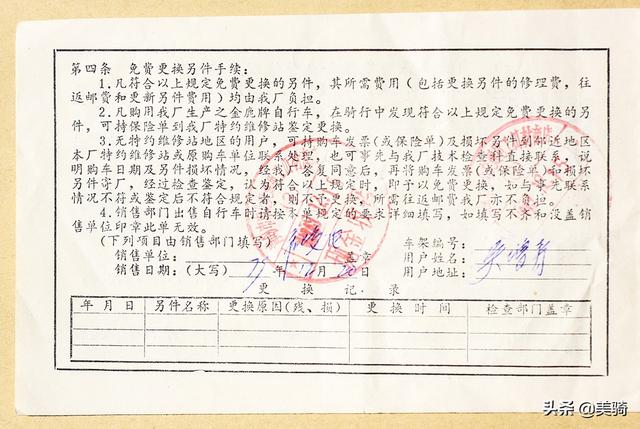 第四条 免费更换另件手续:
1.凡符合以上规定免费更换的另件,其所需费用(包括更换另件的修理费,往
返邮费和更新另件费用)均由我厂负担。
2.凡购用我厂生产之金鹿牌自行车,在骑行中发现符合以上规定免费更换的另
件,可持保险单到我厂特约维修站鉴定更换。
3.无特约维修站地区的用户,可持购车发票(或保险单)及损坏另件到邻近地区
本厂特约维修站或原购车单位联系处理,也可事先与我厂技术检查科直接联系,说
明购车日期及另件损坏情况,经我厂答复同意后,再将购车发票(或保险单)和损坏
另件寄厂,经过检查鉴定,认为符合以上规定时,即予以免费更换,如与事先联系
情况不符或鉴定后不符合规定者,则不予更换,所需往返邮费我厂亦不负担。
4.销售部门出售自行车时请按本单规定的要求详细填写,如填写不齐和没盖销
售单位印章此单无效。
(下列项目由销售部门填写) 车架编号:
销售单位: 盖章 用户姓名:
销售日期:(大写) 年 月 日 用户地址:
更换记录
年月日 另件名称 更换原因(残、损) 更换时间 检查部门盖章
头条 @美骑